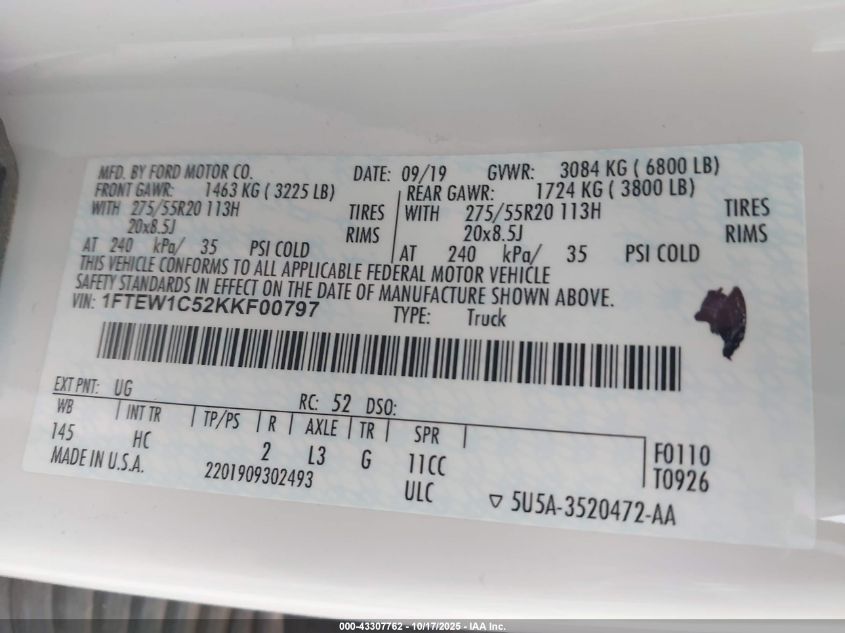 MFD. BY FORD MOTOR CO. DATE: 09/19 GVWR: 3084 KG ( 6800 LB)
FRONT GAWR: 1463 KG ( 3225 LB) REAR GAWR: 1724 KG ( 3800 LB)
WITH 275/55R20 113H TIRES WITH 275/55R20 113H TIRES
20x8.5J RIMS 20x8.5J RIMS
AT 240 kPa/ 35 PSI COLD AT 240 kPa/ 35 PSI COLD
THIS VEHICLE CONFORMS TO ALL APPLICABLE FEDERAL MOTOR VEHICLE
SAFETY STANDARDS IN EFFECT ON THE DATE OF MANUFACTURE SHOWN ABOVE.
VIN: 1FTEW1C52KKF00797 TYPE: Truck
EXT PNT: UG RC: 52 DSO:
WB INT TR TP/PS R AXLE TR SPR
145 HC 2 L3 G 11CC F0110
MADE IN U.S.A. 2201909302493 ULC T0926
5U5A-3520472-AA
000-43307762 - 10/17/2025 - IAA Inc.